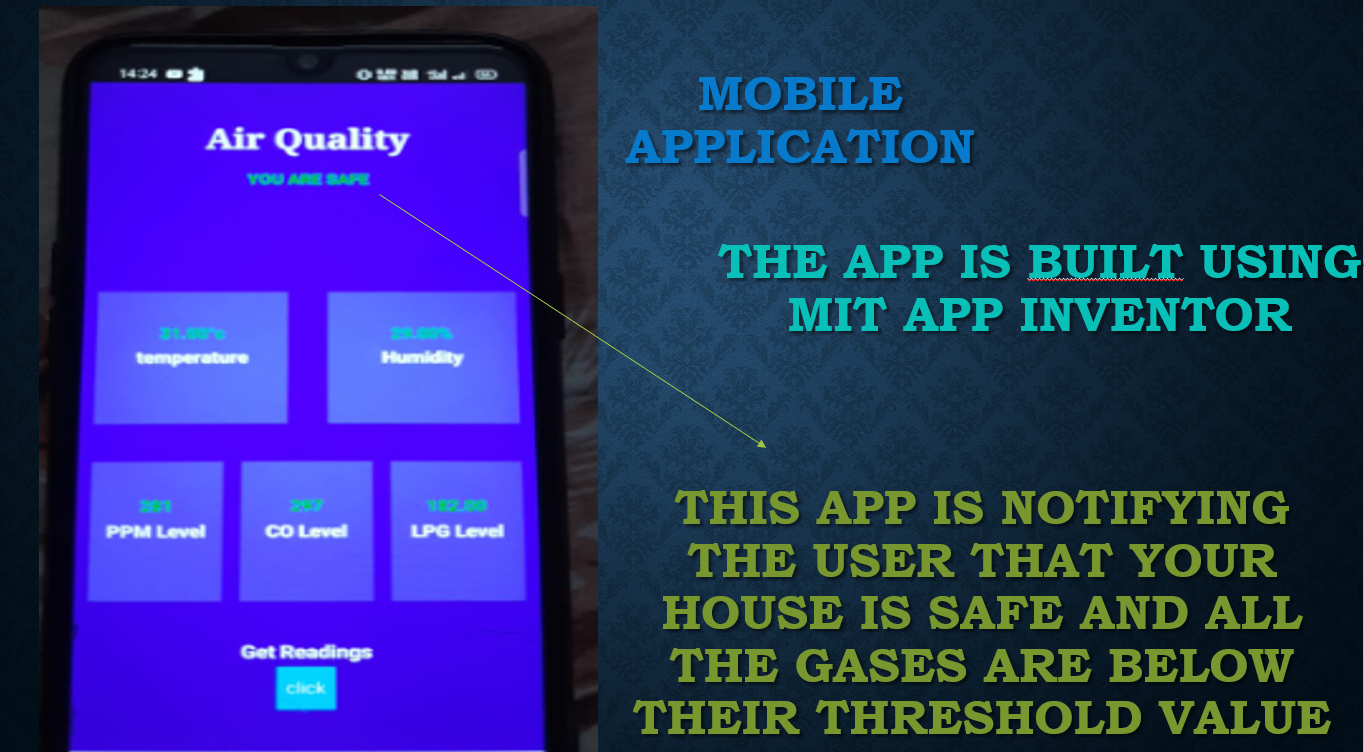 14:24
Air Quality
YOU ARE SAFE
temperature
Humidity
PPM Level
CO Level
LPG Level
Get Readings
click
MOBILE
APPLICATION
THE APP IS BUILT USING
MIT APP INVENTOR
THIS APP IS NOTIFYING
THE USER THAT YOUR
HOUSE IS SAFE AND ALL
THE GASES ARE BELOW
THEIR THRESHOLD VALUE